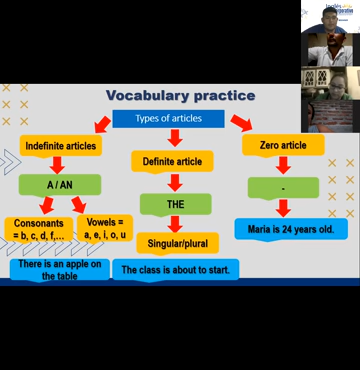 Vocabulary practice
Types of articles
Indefinite articles
Definite article
Zero article
A / AN
THE
-
Consonants
= b, c, d, f,...
Vowels =
a, e, i, o, u
Singular/plural
Maria is 24 years old.
There is an apple on
the table
The class is about to start.